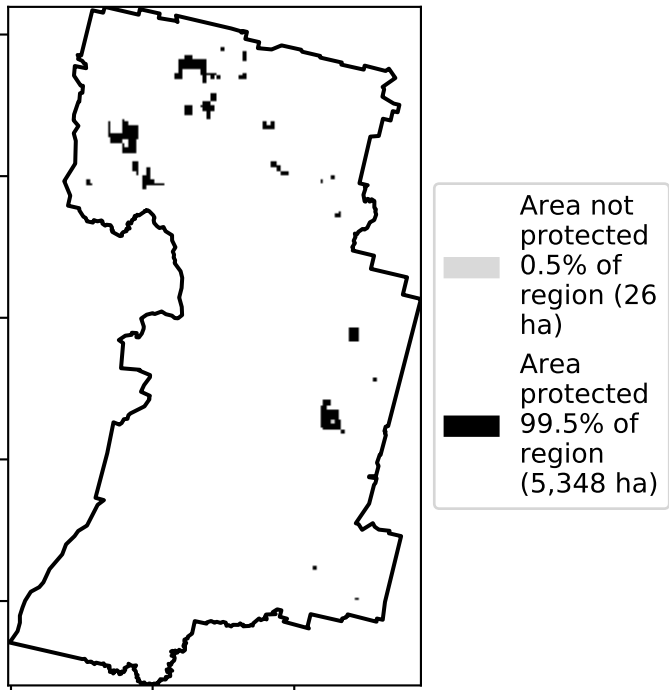 Area not
protected
0.5% of
region (26
ha)
Area
protected
99.5% of
region
(5,348 ha)